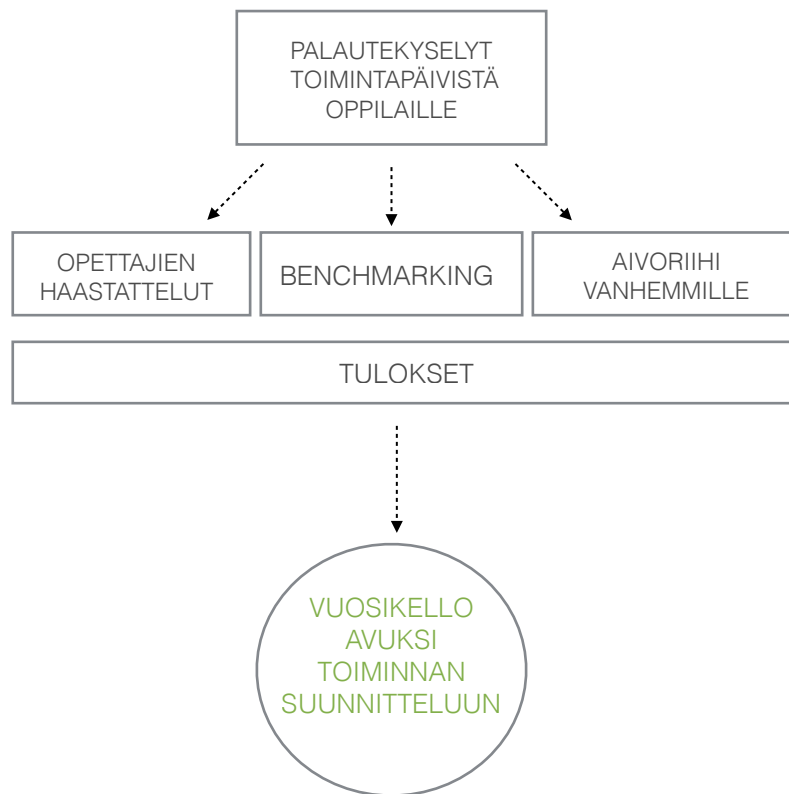 PALAUTEKYSELYT
TOIMINTAPÄIVISTÄ
OPPILAILLE
OPETTAJIEN
HAASTATTELUT
BENCHMARKING
AIVORIIHI
VANHEMMILLE
TULOKSET
VUOSIKELLO
AVUKSI
TOIMINNAN
SUUNNITTELUUN